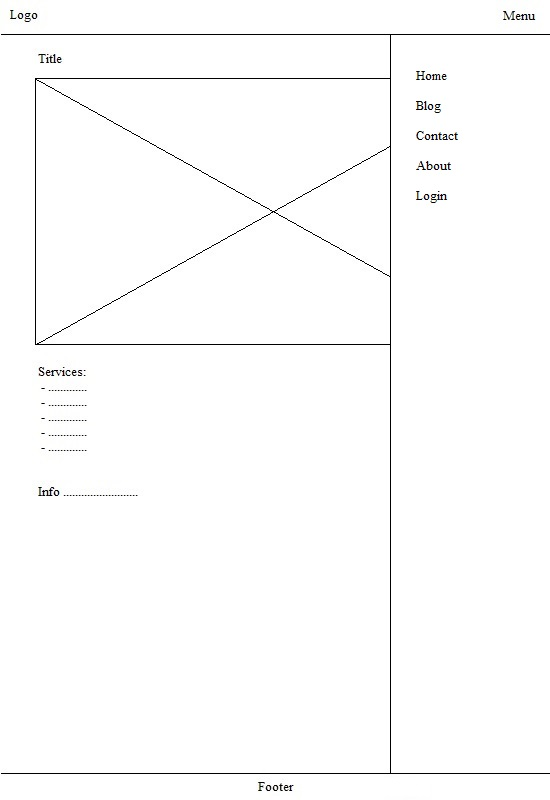 Logo
Menu
Title
Home
Blog
Contact
About
Login
Services:
- .............
- .............
- .............
- .............
- .............
Info .........................
Footer